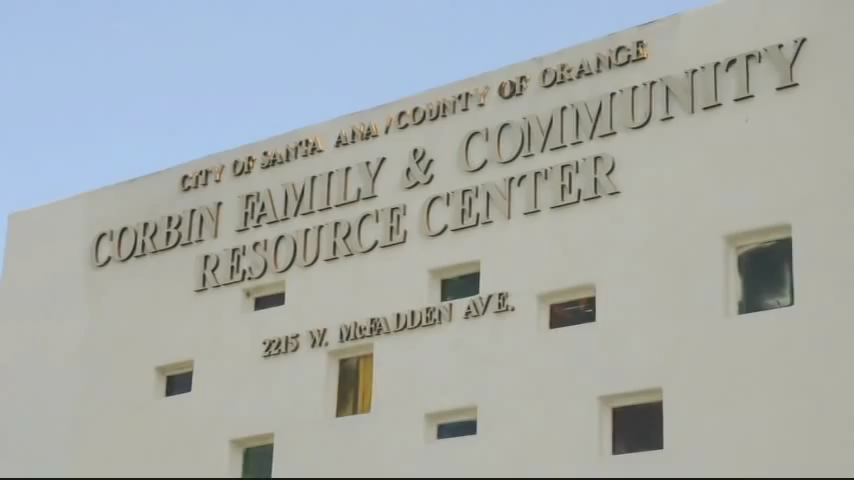 CITY OF SANTA ANA/COUNTY OF ORANGE
CORBIN FAMILY & COMMUNITY
RESOURCE CENTER
2215 W. McFADDEN AVE.